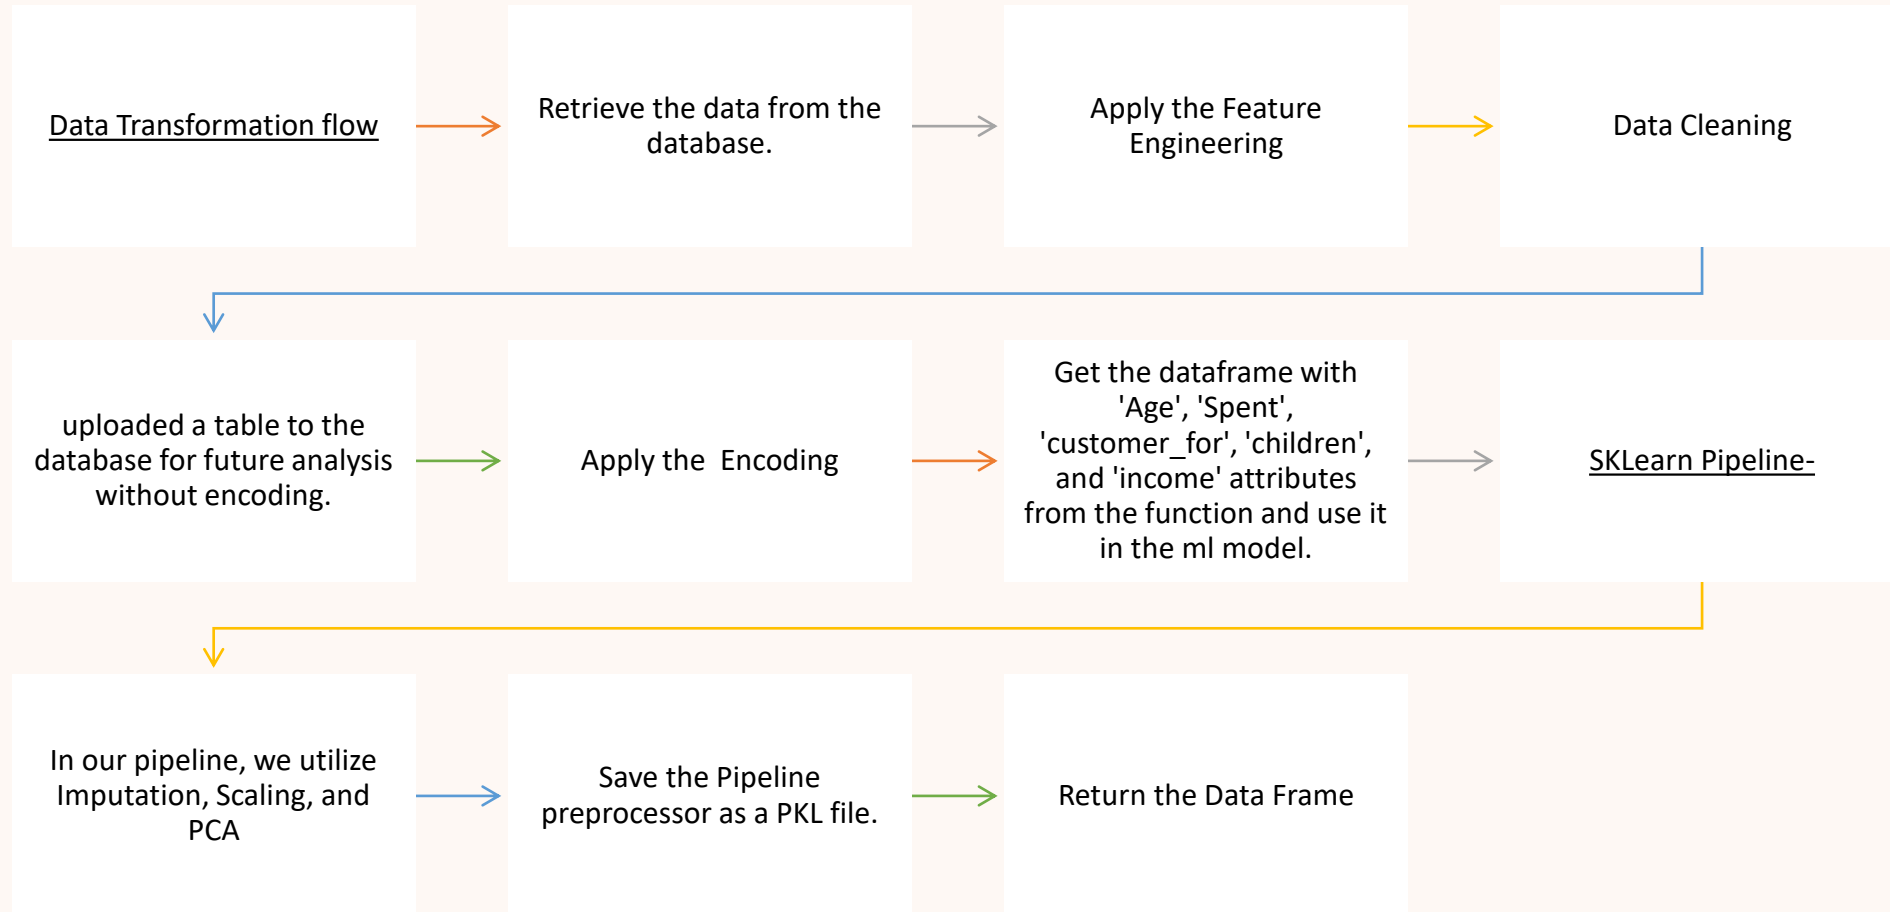 Data Transformation flow
Retrieve the data from the
database.
Apply the Feature
Engineering
Data Cleaning
uploaded a table to the
database for future analysis
without encoding.
Apply the  Encoding
Get the dataframe with
'Age', 'Spent',
'customer_for', 'children',
and 'income' attributes
from the function and use it
in the ml model.
SKLearn Pipeline-
In our pipeline, we utilize
Imputation, Scaling, and
PCA
Save the Pipeline
preprocessor as a PKL file.
Return the Data Frame